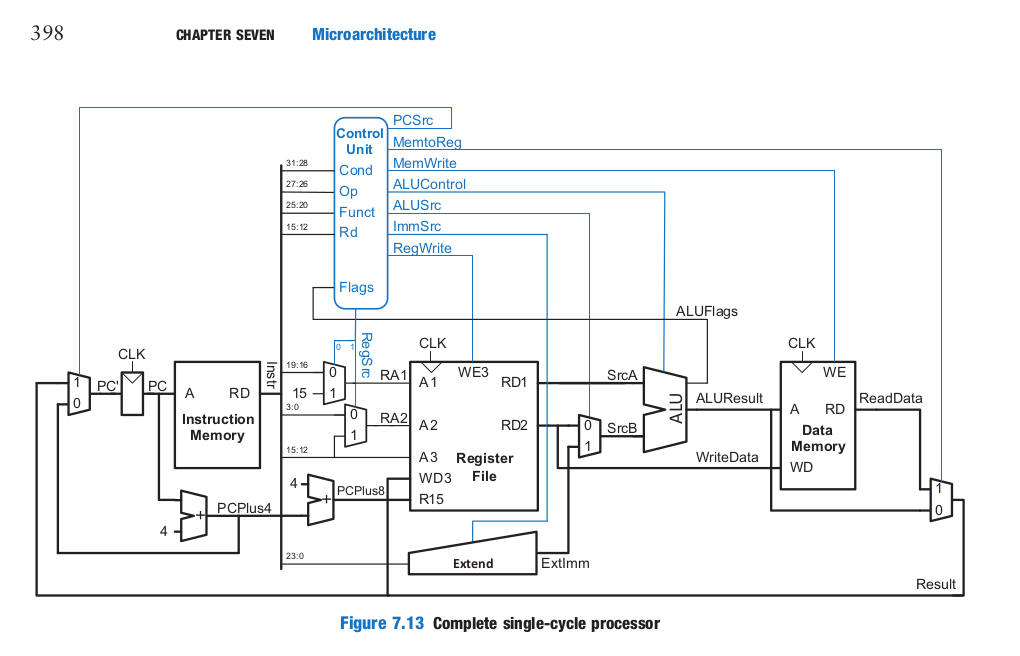 398 CHAPTER SEVEN Microarchitecture
PCSrc
Control
Unit
MemtoReg
31:28 Cond MemWrite
27:26 Op ALUControl
25:20 Funct ALUSrc
15:12 Rd ImmSrc
RegWrite
Flags
ALUFlags
CLK
CLK
CLK
RegSrc
0 1
Instr
19:16
0
15
1
3:0
0
1
15:12
RA1
RA2
1
0
PC'
PC
A RD
Instruction
Memory
A1 WE3 RD1
A2 RD2
A3
Register
File
WD3
R15
SrcA
0
1
SrcB
ALU
ALUResult
WriteData
WE
A RD
Data
Memory
WD
ReadData
1
0
4
+
PCPlus8
PCPlus4
+
4
23:0
Extend
ExtImm
Result
Figure 7.13 Complete single-cycle processor